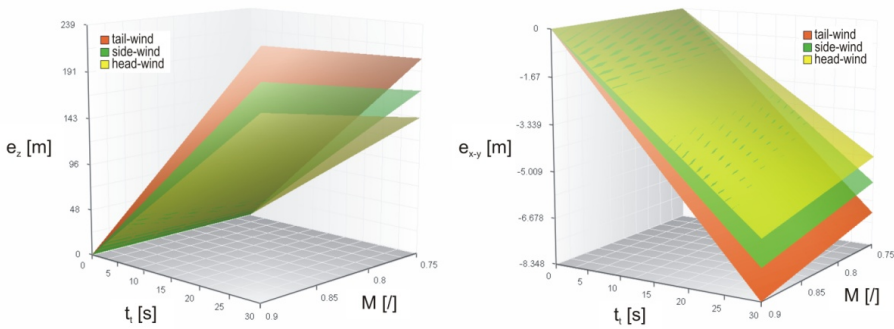 239
191
143
96
48
0
e_z [m]
tail-wind
side-wind
head-wind
0
5
10
15
20
25
30
t_t [s]
0.9
0.85
0.8
0.75
M [/]
0
-1.67
-3.339
-5.009
-6.678
-8.348
e_x-y [m]
tail-wind
side-wind
head-wind
0
5
10
15
20
25
30
t_t [s]
0.9
0.85
0.8
0.75
M [/]